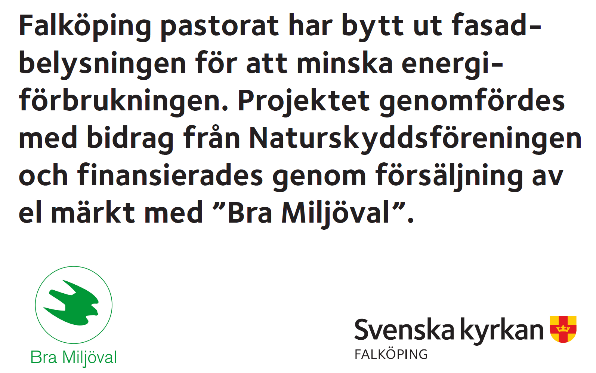 Falköping pastorat har bytt ut fasad-
belysningen för att minska energi-
förbrukningen. Projektet genomfördes
med bidrag från Naturskyddsföreningen
och finansierades genom försäljning av
el märkt med ”Bra Miljöval”.
Bra Miljöval
Svenska kyrkan
FALKÖPING